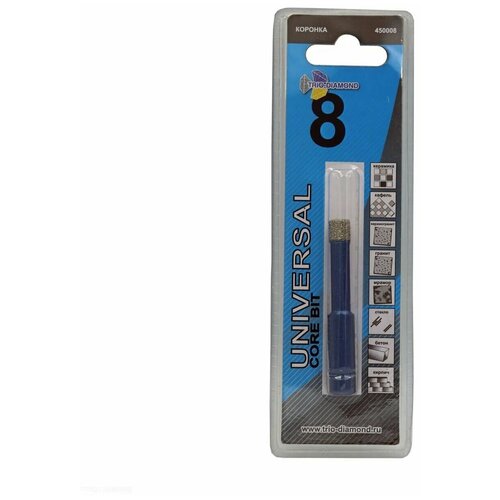 КОРОНКА 450008
TRIO-DIAMOND
8
UNIVERSAL
CORE BIT
керамика
кафель
керамогранит
гранит
мрамор
стекло
бетон
кирпич
www.trio-diamond.ru